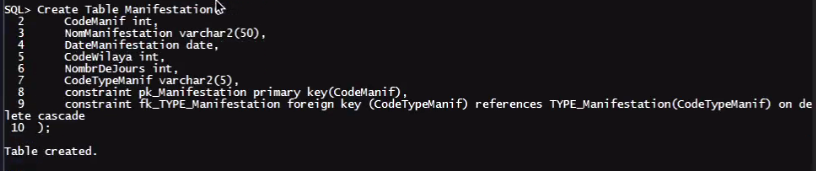 SQL> Create Table Manifestation(
  2      CodeManif int,
  3      NomManifestation varchar2(50),
  4      DateManifestation date,
  5      CodeWilaya int,
  6      NombrDeJours int,
  7      CodeTypeManif varchar2(5),
  8      constraint pk_Manifestation primary key(CodeManif),
  9      constraint fk_TYPE_Manifestation foreign key (CodeTypeManif) references TYPE_Manifestation(CodeTypeManif) on de
lete cascade
 10  );
Table created.